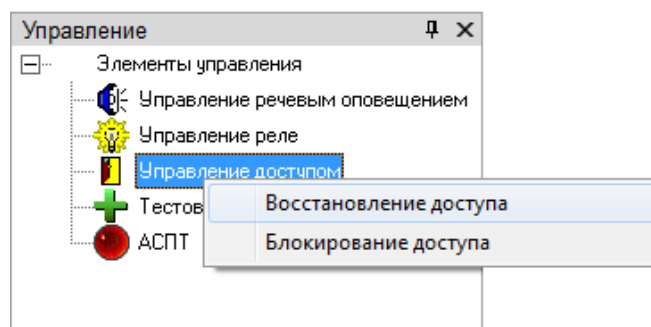 Управление
Элементы управления
Управление речевым оповещением
Управление реле
Управление доступом
Восстановление доступа
Тестов
Блокирование доступа
АСПТ